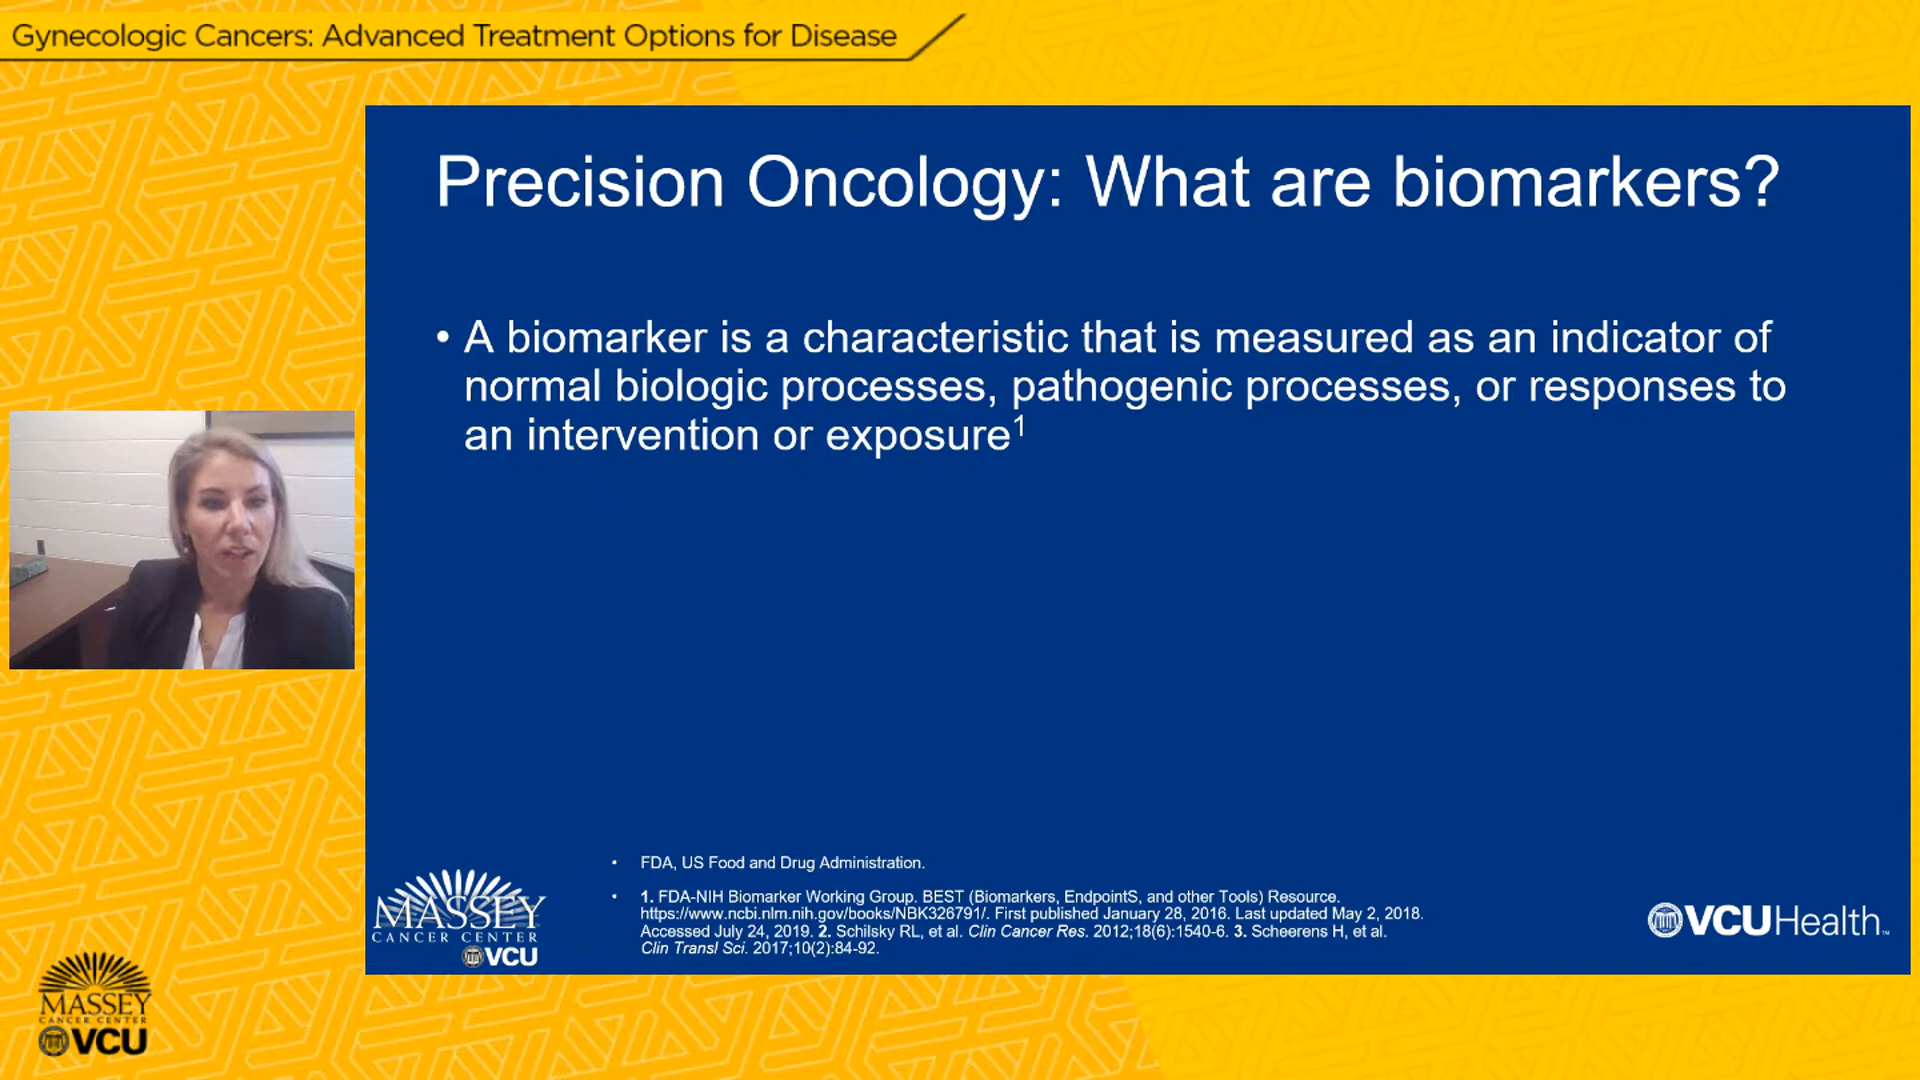 Gynecologic Cancers: Advanced Treatment Options for Disease
Precision Oncology: What are biomarkers?
• A biomarker is a characteristic that is measured as an indicator of
normal biologic processes, pathogenic processes, or responses to
an intervention or exposure1
• FDA, US Food and Drug Administration.
• 1. FDA-NIH Biomarker Working Group. BEST (Biomarkers, EndpointS, and other Tools) Resource.
https://www.ncbi.nlm.nih.gov/books/NBK326791/. First published January 28, 2016. Last updated May 2, 2018.
Accessed July 24, 2019. 2. Schilsky RL, et al. Clin Cancer Res. 2012;18(6):1540-6. 3. Scheerens H, et al.
Clin Transl Sci. 2017;10(2):84-92.
MASSEY
CANCER CENTER
VCU
VCUHealth™
MASSEY
CANCER CENTER
VCU